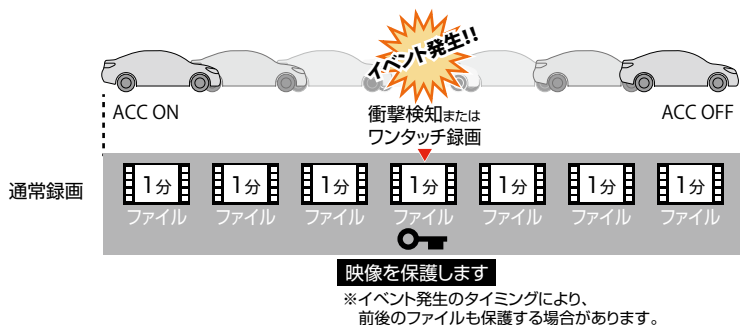 イベント発生!!
ACC ON
衝撃検知または
ワンタッチ録画
ACC OFF
通常録画
1分 1分 1分 1分 1分 1分 1分
ファイル ファイル ファイル ファイル ファイル ファイル ファイル
映像を保護します
※イベント発生のタイミングにより、
前後のファイルも保護する場合があります。